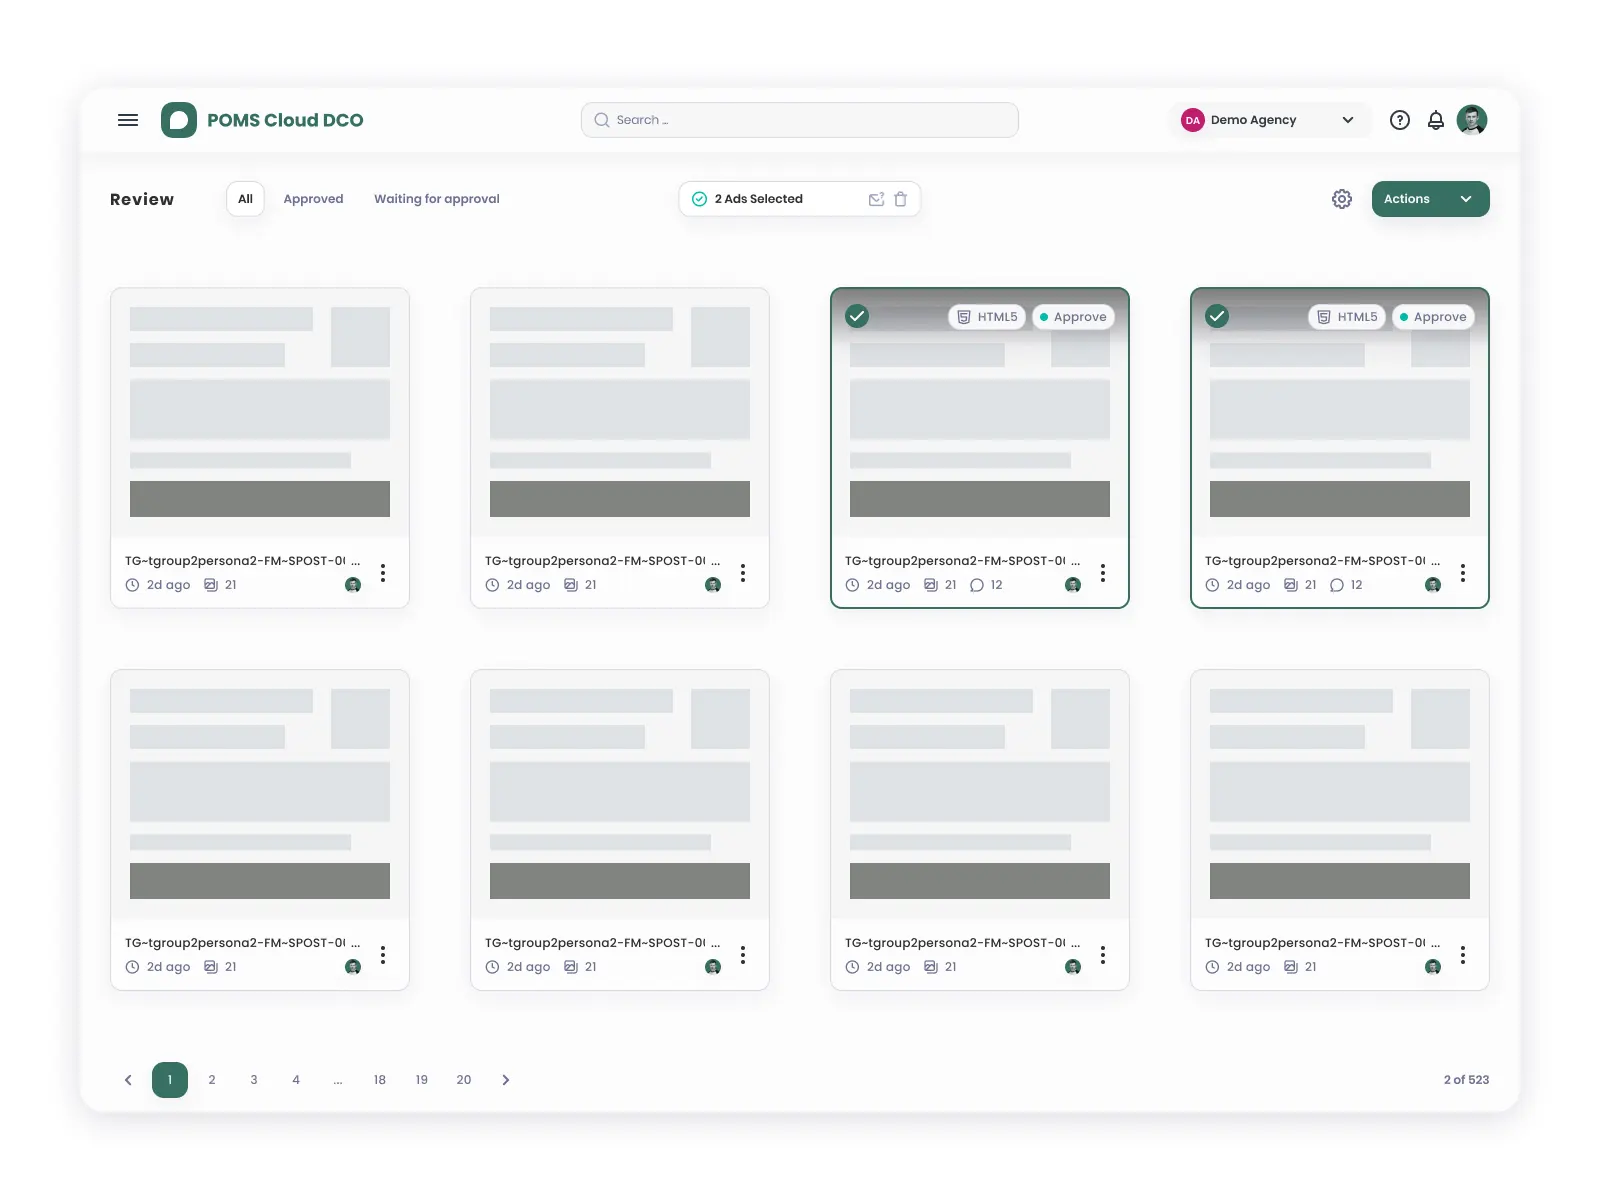 POMS Cloud DCO
Search ...
DA Demo Agency
Review
All
Approved
Waiting for approval
2 Ads Selected
Actions
HTML5
Approve
HTML5
Approve
TG~tgroup2persona2-FM~SPOST-0 ...
2d ago 21
TG~tgroup2persona2-FM~SPOST-0 ...
2d ago 21
TG~tgroup2persona2-FM~SPOST-0 ...
2d ago 21 12
TG~tgroup2persona2-FM~SPOST-0 ...
2d ago 21 12
TG~tgroup2persona2-FM~SPOST-0 ...
2d ago 21
TG~tgroup2persona2-FM~SPOST-0 ...
2d ago 21
TG~tgroup2persona2-FM~SPOST-0 ...
2d ago 21
TG~tgroup2persona2-FM~SPOST-0 ...
2d ago 21
1 2 3 4 ... 18 19 20
2 of 523